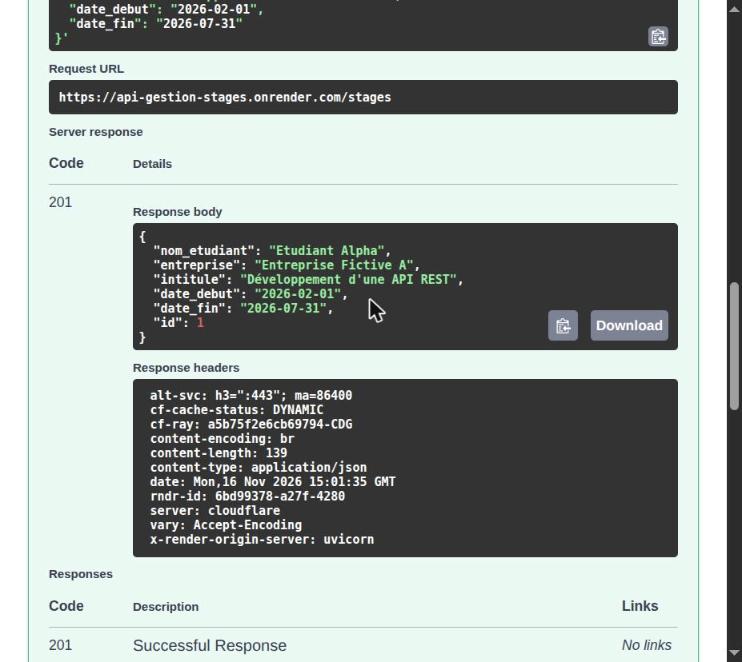 "date_debut": "2026-02-01",
"date_fin": "2026-07-31"
}'
Request URL
https://api-gestion-stages.onrender.com/stages
Server response
Code Details
201
Response body
{
"nom_etudiant": "Etudiant Alpha",
"entreprise": "Entreprise Fictive A",
"intitule": "Développement d'une API REST",
"date_debut": "2026-02-01",
"date_fin": "2026-07-31",
"id": 1
}
Download
Response headers
alt-svc: h3=":443"; ma=86400
cf-cache-status: DYNAMIC
cf-ray: a5b75f2e6cb69794-CDG
content-encoding: br
content-length: 139
content-type: application/json
date: Mon,16 Nov 2026 15:01:35 GMT
rndr-id: 6bd99378-a27f-4280
server: cloudflare
vary: Accept-Encoding
x-render-origin-server: uvicorn
Responses
Code Description Links
201 Successful Response No links